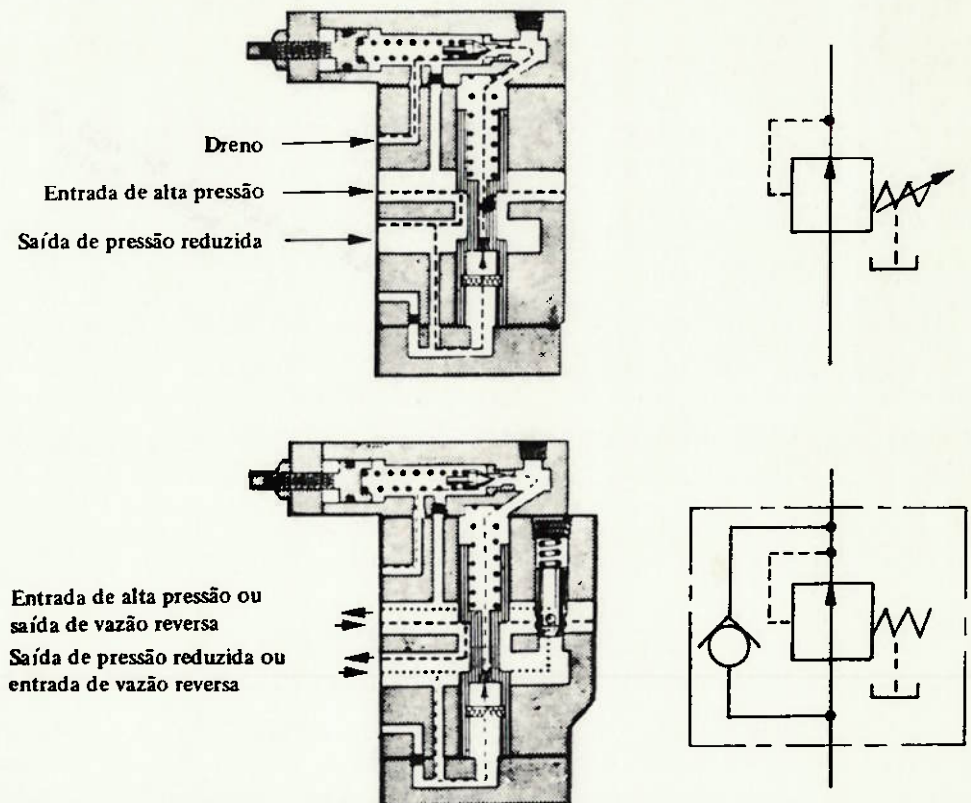 Dreno
Entrada de alta pressão
Saída de pressão reduzida
Entrada de alta pressão ou
saída de vazão reversa
Saída de pressão reduzida ou
entrada de vazão reversa